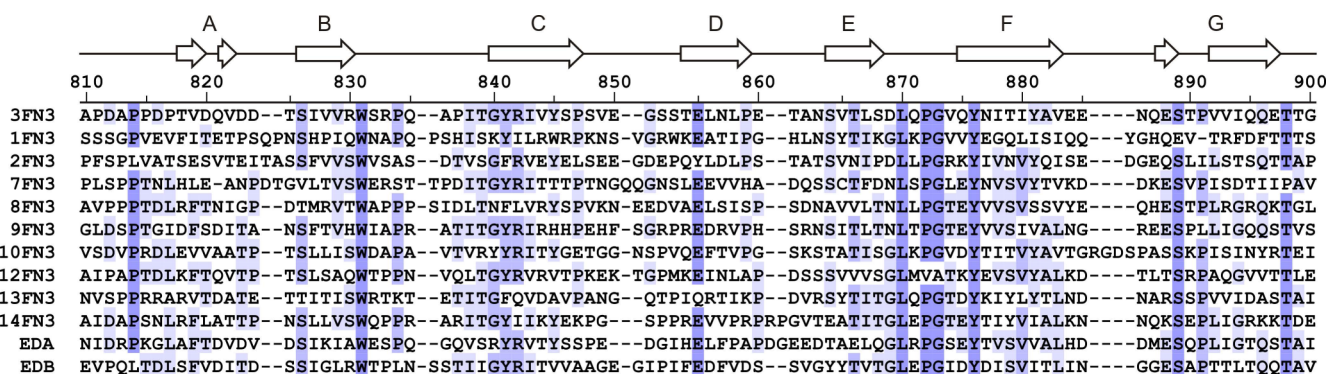 A B C D E F G
810 820 830 840 850 860 870 880 890 900
3FN3 APDAPPDPTVDQVDD--TSIVVRWSRPQ--APITGYRIVYSPSVE--GSSTELNLPE--TANSVTLSDLQPGVQYNITIYAVEE----NQESTPVVIQQETTG
1FN3 SSSGPVEVFITETPSQPNSHPIQWNAPQ-PSHISKYILRWRPKNS-VGRWKEATIPG--HLNSYTIKGLKPGVVYEGQLISIQQ----YGHQEV-TRFDFTTTS
2FN3 PFSPLVATSESVTEITASSFVVSWVSAS--DTVSGFRVEYELSEE-GDEPQYLDLPS--TATSVNIPDLLPGRKYIVNVYQISE----DGEQSLILSTSQTTAP
7FN3 PLSPPTNLHLE-ANPDTGVLTVSWERST--TPDITGYRITTTPTNGQQGNSLEEVVHA--DQSSCTFDNLSPGLEYNVSVYTVKD----DKESVPISDTIIPAV
8FN3 AVPPPTDLRFTNIGP--DTMRVTWAPPP-SIDLTNFLVRYSPVKN-EEDVAELSISP--SDNAVVLTNLLPGTEYVVSVSSVYE----QHESTPLRGRQKTGL
9FN3 GLDSPTGIDFSDITA--NSFTVHWIAPR--ATITGYRIRHHPEHF-SGRPREDRVPH--SRNSITLTNLTPGTEYVVSIVALNG----REESPLLIGQQSTVS
10FN3 VSDVPRDLEVVAATP--TSLLISWDAPA--VTVRYYRITYGETGGNSPVQEFTVPG--SKSTATISGLKPGVDYTITVYAVTGRGDSPASSKPISINYRTEI
12FN3 AIPAPTDLKFTQVTP--TSLSAQWTPPN--VQLTGYRVRVTPKEK-TGPMKEINLAP--DSSSVVVSGLMVATKYEVSVYALKD----TLTSRPAQGVVTTLE
13FN3 NVSPPRRARVTDATE--TTITISWRTKT--ETITGFQVDAVPANG--QTPIQRTIKP--DVRSYTITGLQPGTDYKIYLYTLND----NARSSPVVIDASTAI
14FN3 AIDAPSNLRFLATTP--NSLLVSWQPPR--ARITGYIIKYEKPG---SPPREVVPRPRPGVTEATITGLEPGTEYTIYVIALKN----NQKSEPLIGRKKTDE
EDA NIDRPKGLAFTDVDV--DSIKIAWESPQ--GQVSRYRVTYSSPE--DGIHELFPAPDGEEDTAELQGLRPGSEYTVSVVALHD----DMESQPLIGTQSTAI
EDB EVPQLTDLSFVDITD--SSIGLRWTPLN--SSTIIGYRITVVAAGE-GIPIFEDFVDS--SVGYYTVTGLEPGIDYDISVITLIN----GGESAPTTLTQQTAV